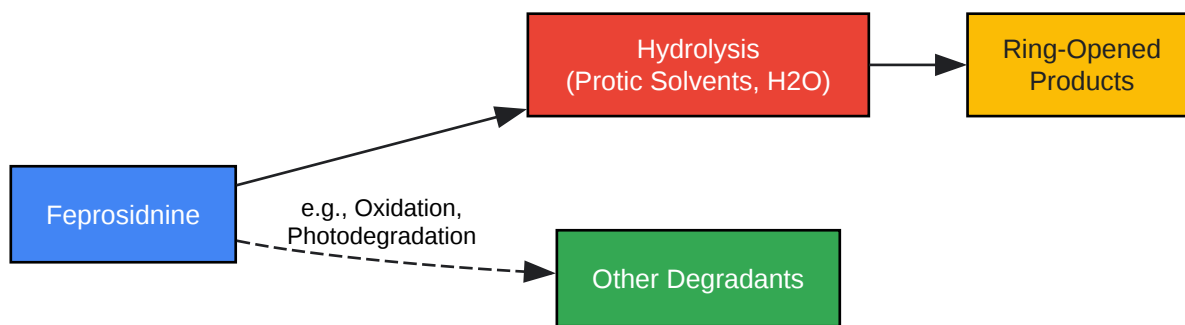 Hydrolysis
(Protic Solvents, H2O)
Ring-Opened
Products
Feprosidnine
e.g., Oxidation,
Photodegradation
Other Degradants